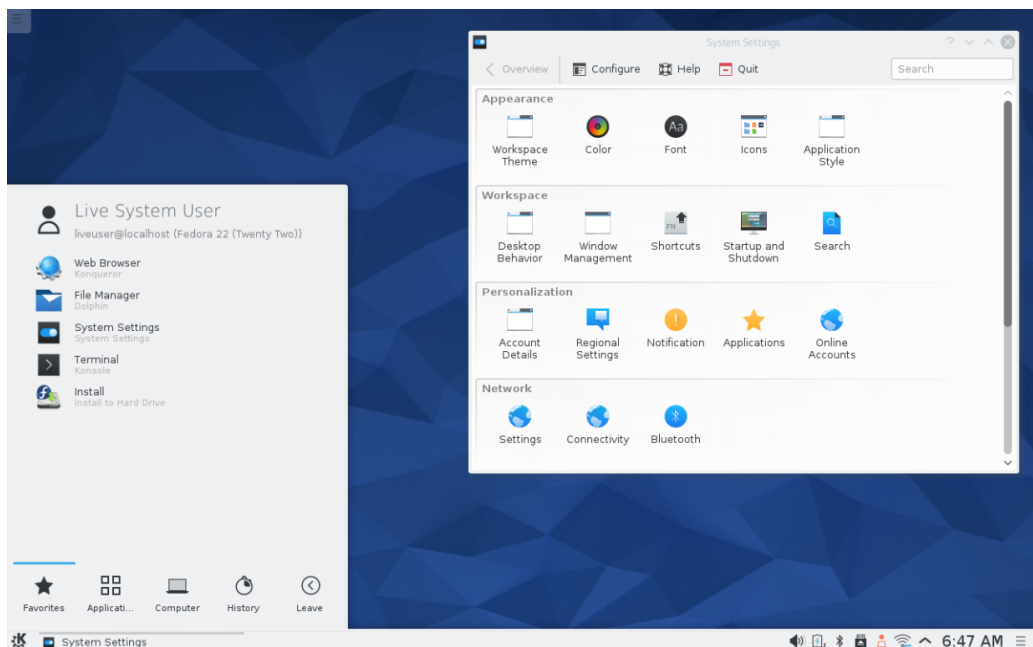 System Settings
Overview
Configure
Help
Quit
Search
Appearance
Workspace Theme
Color
Font
Icons
Application Style
Workspace
Desktop Behavior
Window Management
Shortcuts
Startup and Shutdown
Search
Personalization
Account Details
Regional Settings
Notification
Applications
Online Accounts
Network
Settings
Connectivity
Bluetooth
Live System User
liveuser@localhost (Fedora 22 (Twenty Two))
Web Browser
Konqueror
File Manager
Dolphin
System Settings
System Settings
Terminal
Konsole
Install
Install to Hard Drive
Favorites
Applicati...
Computer
History
Leave
System Settings
6:47 AM